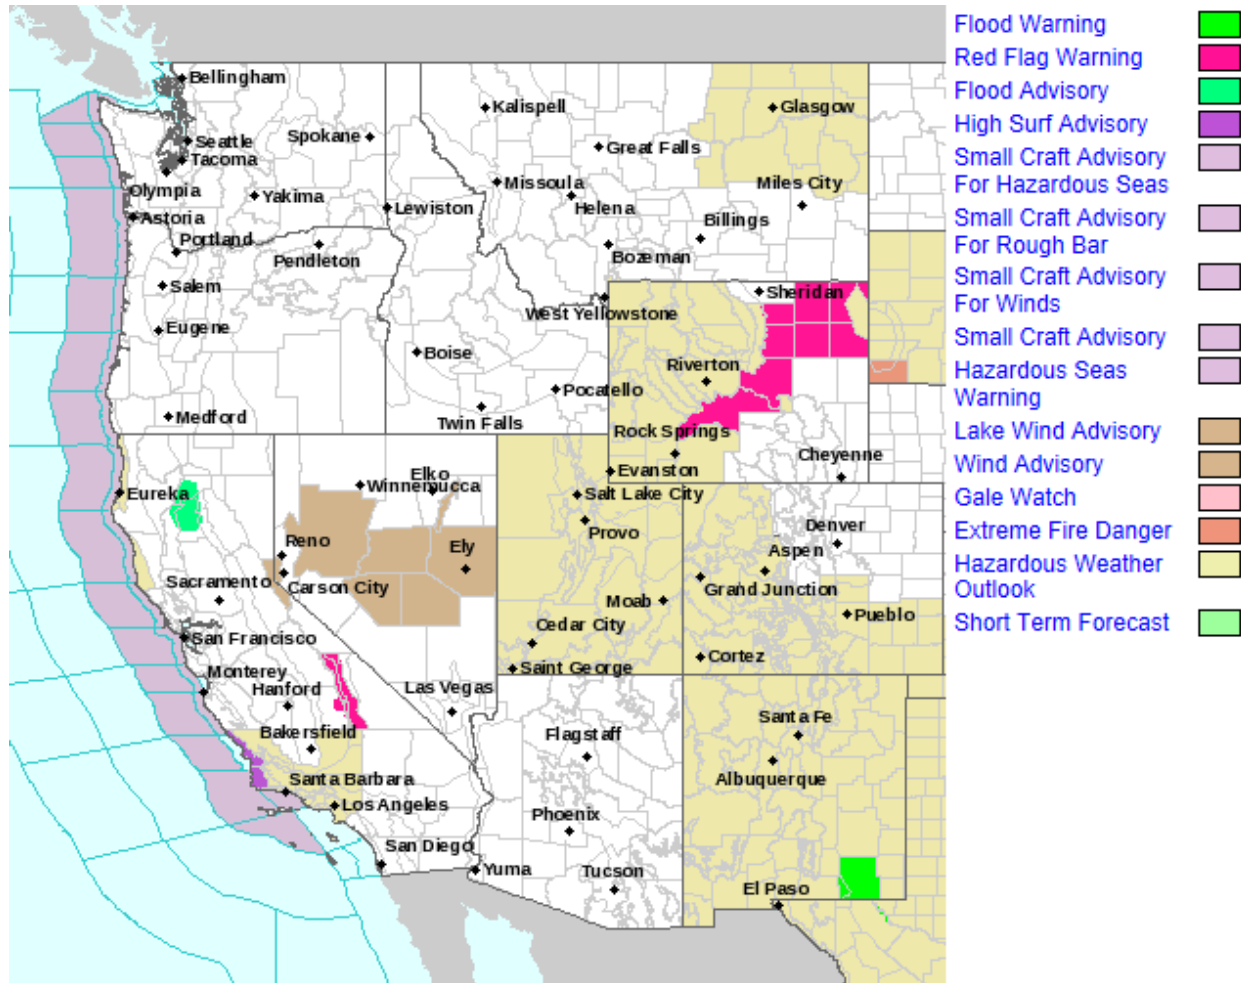 Bellingham
Seattle
Tacoma
Olympia
Spokane
Yakima
Astoria
Portland
Pendleton
Lewiston
Salem
Eugene
Medford
Kalispell
Great Falls
Missoula
Helena
Bozeman
Billings
Miles City
Glasgow
West Yellowstone
Boise
Pocatello
Twin Falls
Sheridan
Riverton
Rock Springs
Evanston
Cheyenne
Eureka
Winnemucca
Elko
Reno
Ely
Carson City
Sacramento
San Francisco
Monterey
Hanford
Bakersfield
Santa Barbara
Los Angeles
San Diego
Las Vegas
Salt Lake City
Provo
Moab
Cedar City
Saint George
Denver
Aspen
Grand Junction
Pueblo
Cortez
Flagstaff
Phoenix
Tucson
Yuma
Santa Fe
Albuquerque
El Paso
Flood Warning
Red Flag Warning
Flood Advisory
High Surf Advisory
Small Craft Advisory
For Hazardous Seas
Small Craft Advisory
For Rough Bar
Small Craft Advisory
For Winds
Small Craft Advisory
Hazardous Seas
Warning
Lake Wind Advisory
Wind Advisory
Gale Watch
Extreme Fire Danger
Hazardous Weather
Outlook
Short Term Forecast